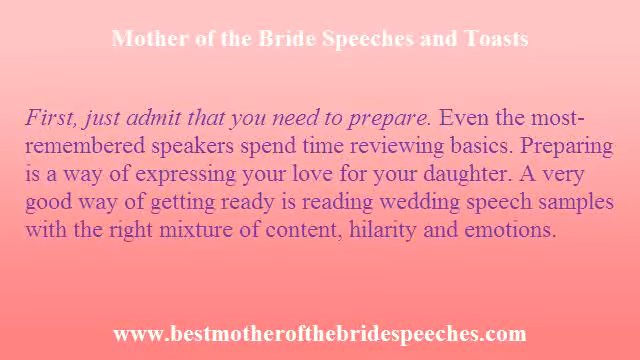 Mother of the Bride Speeches and Toasts
First, just admit that you need to prepare. Even the most-
remembered speakers spend time reviewing basics. Preparing
is a way of expressing your love for your daughter. A very
good way of getting ready is reading wedding speech samples
with the right mixture of content, hilarity and emotions.
www.bestmotherofthebridespeeches.com